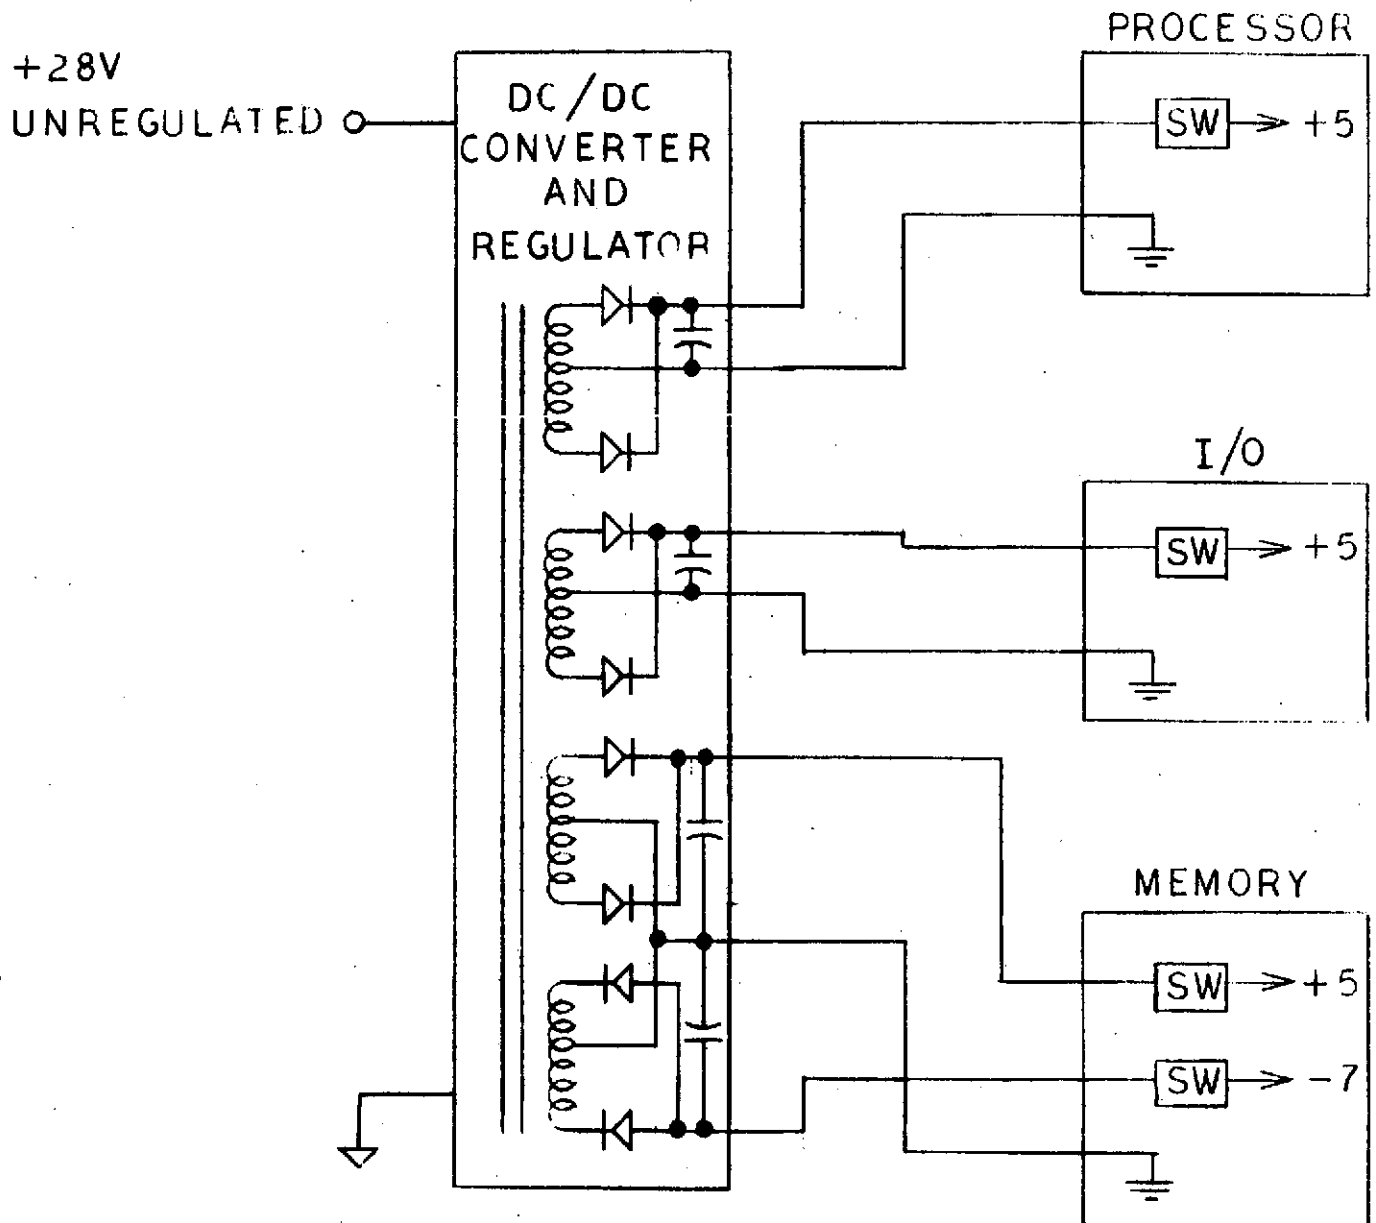 +28V
UNREGULATED
DC/DC
CONVERTER
AND
REGULATOR
PROCESSOR
SW
+5
I/O
SW
+5
MEMORY
SW
+5
SW
-7